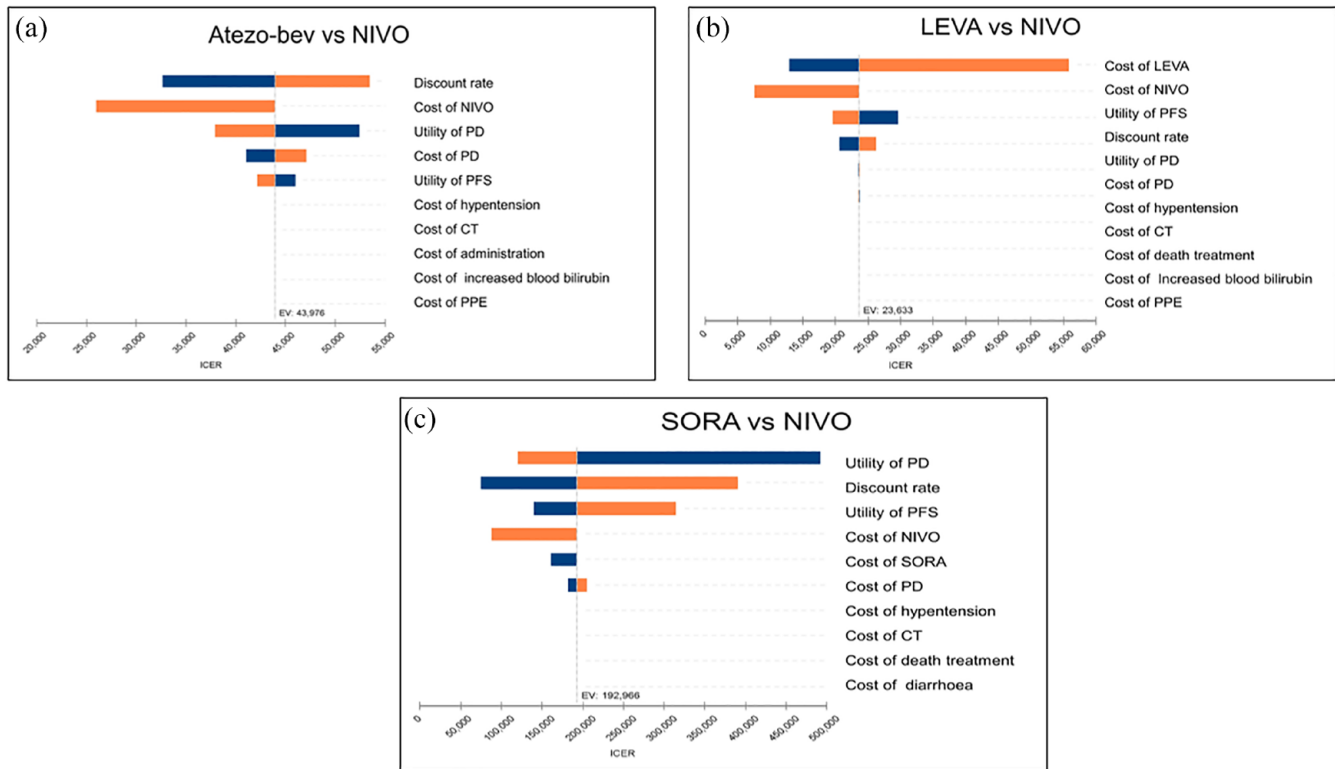 (a)
Atezo-bev vs NIVO
Discount rate
Cost of NIVO
Utility of PD
Cost of PD
Utility of PFS
Cost of hypentension
Cost of CT
Cost of administration
Cost of increased blood bilirubin
Cost of PPE
EV: 43,976
20,000 25,000 30,000 35,000 40,000 45,000 50,000 55,000
ICER
(b)
LEVA vs NIVO
Cost of LEVA
Cost of NIVO
Utility of PFS
Discount rate
Utility of PD
Cost of PD
Cost of hypentension
Cost of CT
Cost of death treatment
Cost of Increased blood bilirubin
Cost of PPE
EV: 23,633
0 5,000 10,000 15,000 20,000 25,000 30,000 35,000 40,000 45,000 50,000 55,000 60,000
ICER
(c)
SORA vs NIVO
Utility of PD
Discount rate
Utility of PFS
Cost of NIVO
Cost of SORA
Cost of PD
Cost of hypentension
Cost of CT
Cost of death treatment
Cost of diarrhoea
EV: 192,966
0 50,000 100,000 150,000 200,000 250,000 300,000 350,000 400,000 450,000 500,000
ICER